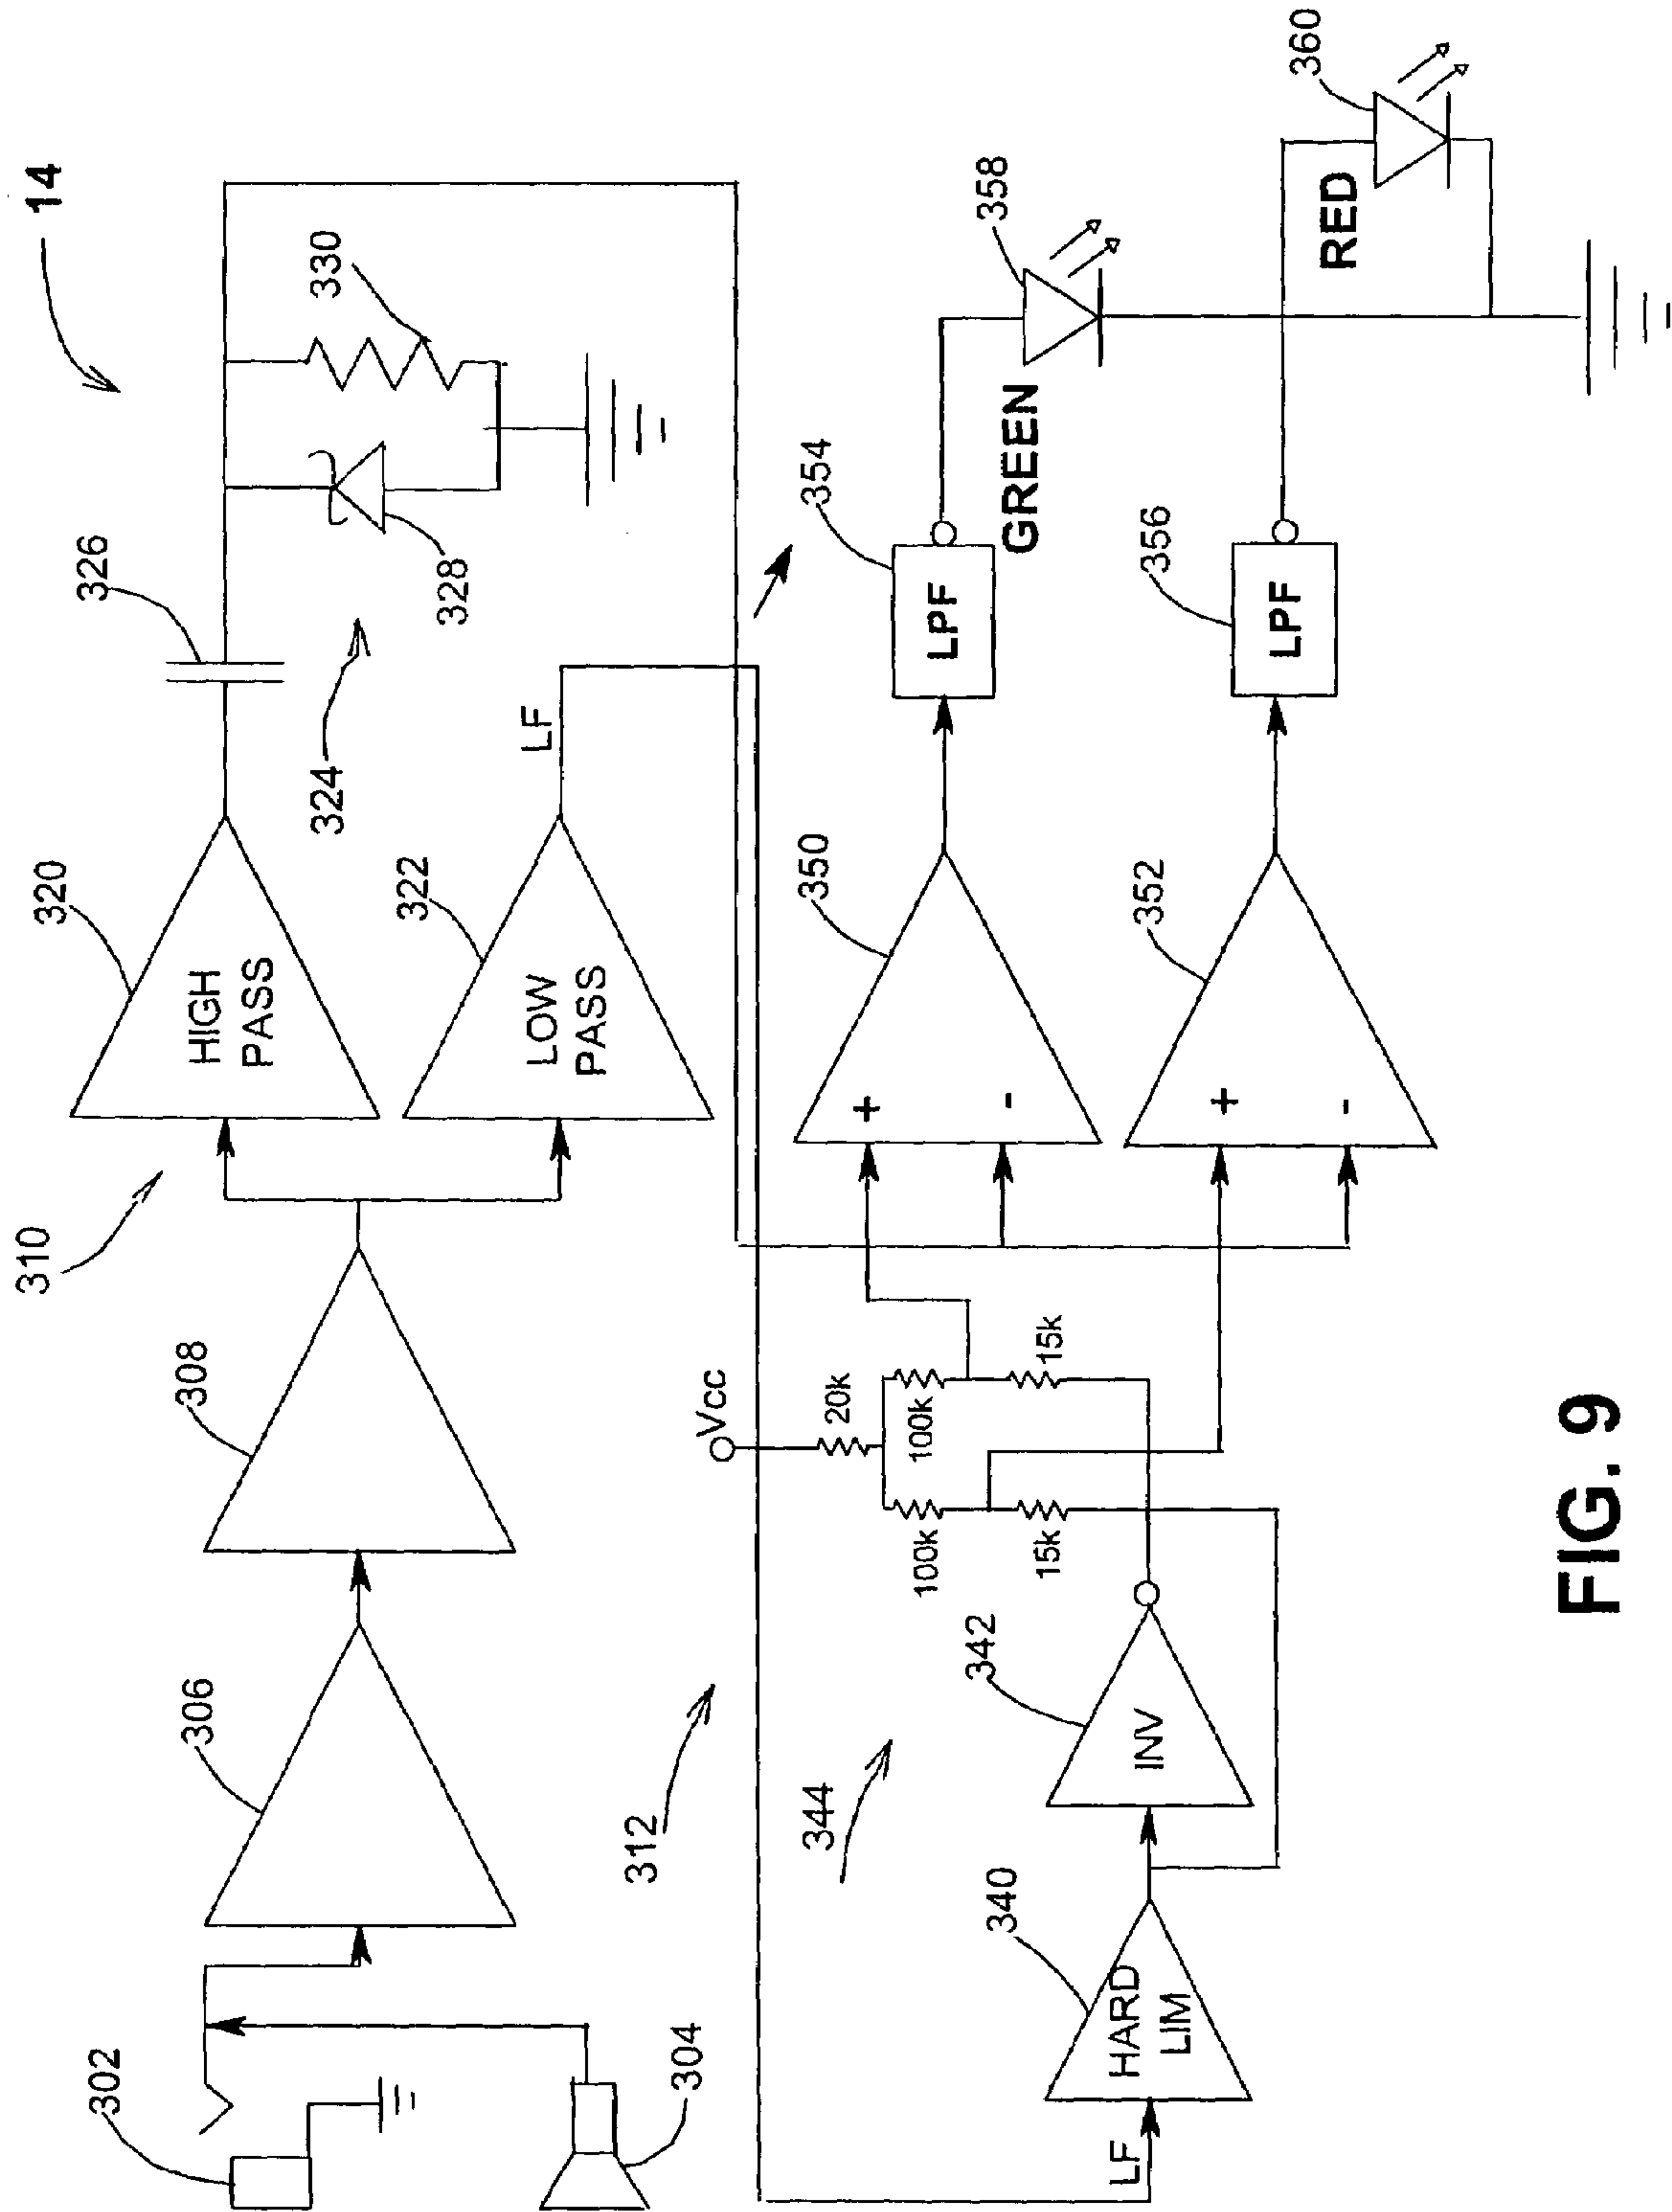 14
302
304
306
308
310
320
HIGH
PASS
322
LOW
PASS
LF
326
324
328
330
312
Vcc
20k
100k
100k
15k
15k
344
LF
340
HARD
LIM
342
INV
350
+
-
352
+
-
354
LPF
356
LPF
GREEN
358
RED
360
FIG. 9